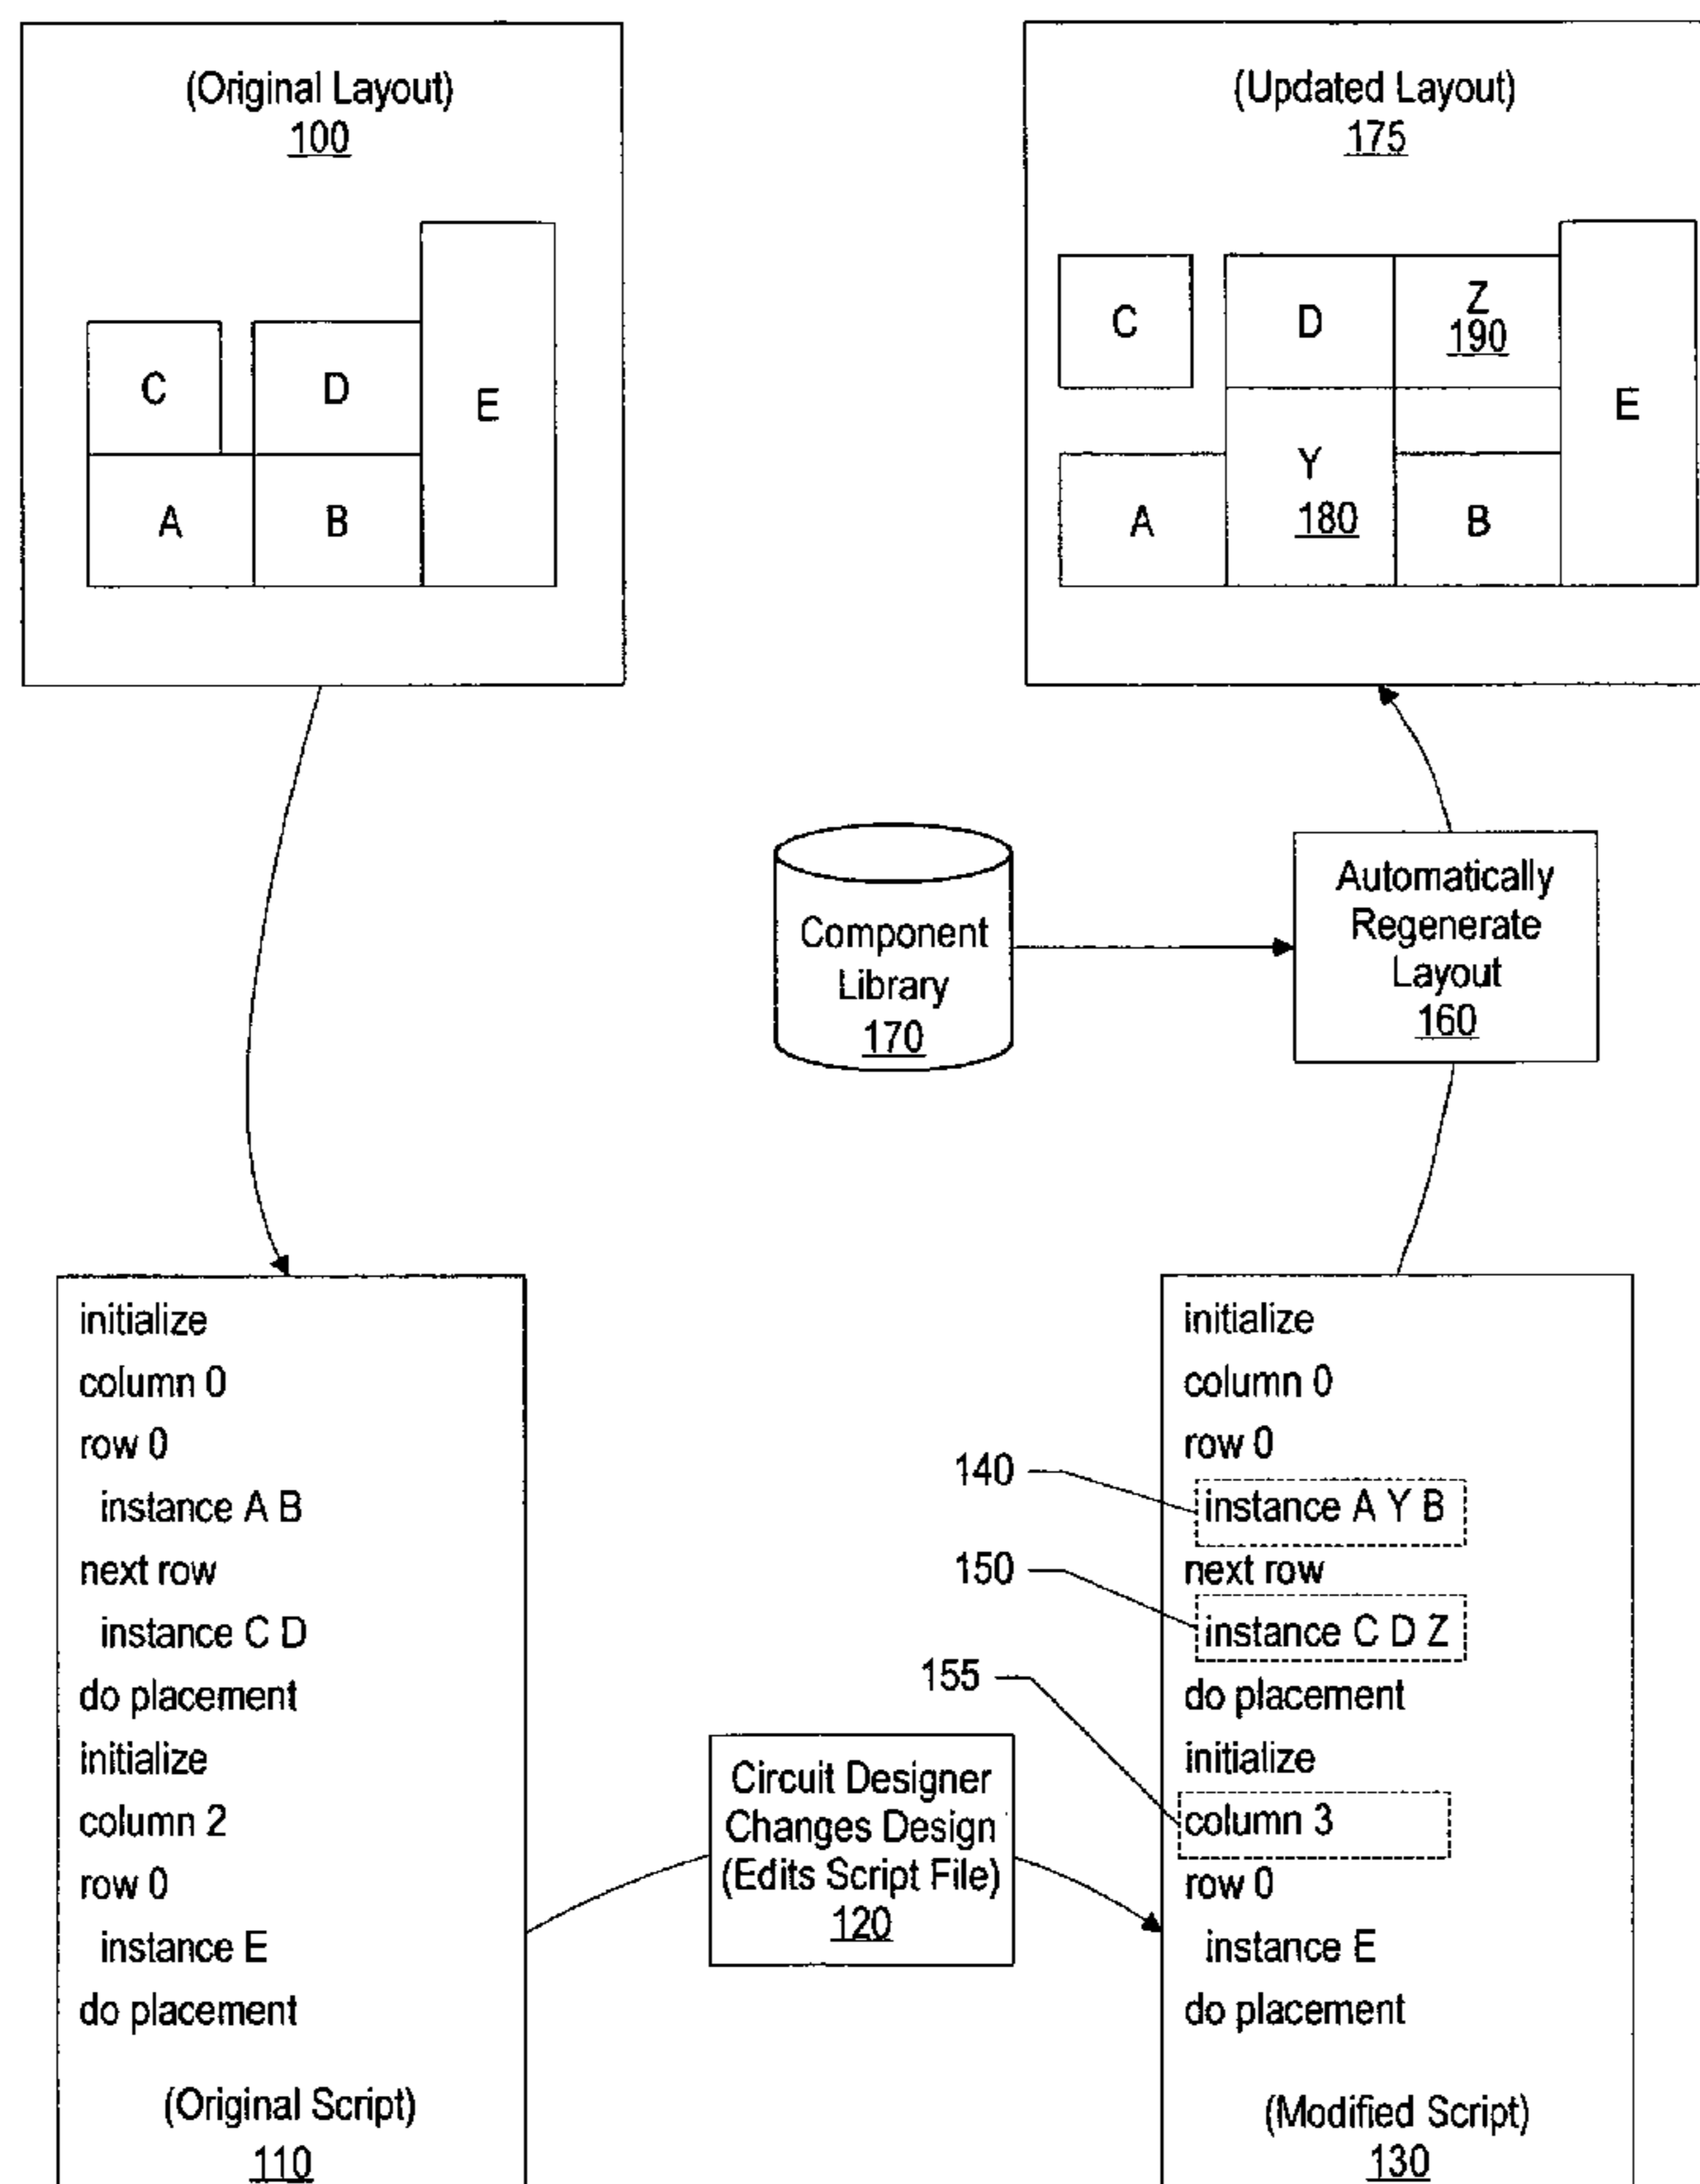 (Original Layout)
100
C
D
E
A
B
(Updated Layout)
175
C
D
Z
190
E
Y
180
A
B
Component
Library
170
Automatically
Regenerate
Layout
160
initialize
column 0
row 0
instance A B
next row
instance C D
do placement
initialize
column 2
row 0
instance E
do placement
(Original Script)
110
Circuit Designer
Changes Design
(Edits Script File)
120
140
150
155
initialize
column 0
row 0
instance A Y B
next row
instance C D Z
do placement
initialize
column 3
row 0
instance E
do placement
(Modified Script)
130